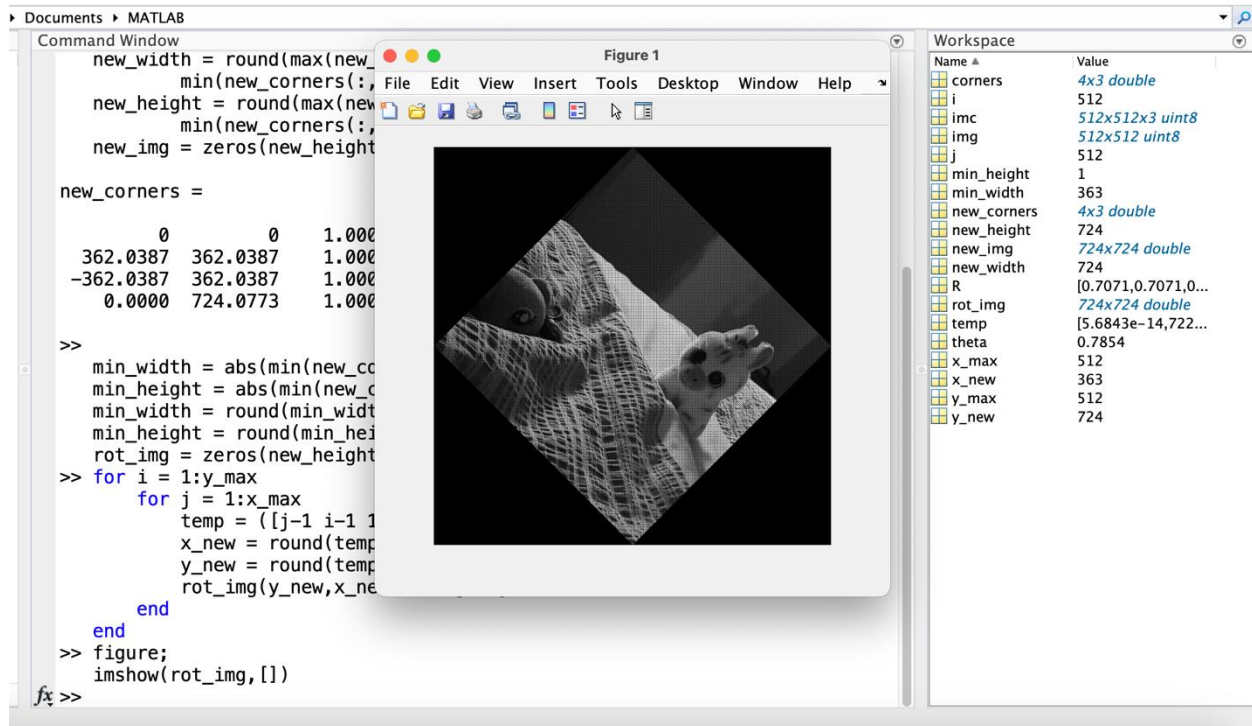 Documents ▸ MATLAB
Command Window
new_width = round(max(new_
min(new_corners(:,
new_height = round(max(new
min(new_corners(:,
new_img = zeros(new_height
new_corners =
0 0 1.000
362.0387 362.0387 1.000
-362.0387 362.0387 1.000
0.0000 724.0773 1.000
>>
min_width = abs(min(new_co
min_height = abs(min(new_c
min_width = round(min_widt
min_height = round(min_hei
rot_img = zeros(new_height
>> for i = 1:y_max
for j = 1:x_max
temp = ([j-1 i-1 1
x_new = round(temp
y_new = round(temp
rot_img(y_new,x_ne
end
end
>> figure;
imshow(rot_img,[])
fx >>
Figure 1
File Edit View Insert Tools Desktop Window Help
Workspace
Name Value
corners 4x3 double
i 512
imc 512x512x3 uint8
img 512x512 uint8
j 512
min_height 1
min_width 363
new_corners 4x3 double
new_height 724
new_img 724x724 double
new_width 724
R [0.7071,0.7071,0...
rot_img 724x724 double
temp [5.6843e-14,722...
theta 0.7854
x_max 512
x_new 363
y_max 512
y_new 724